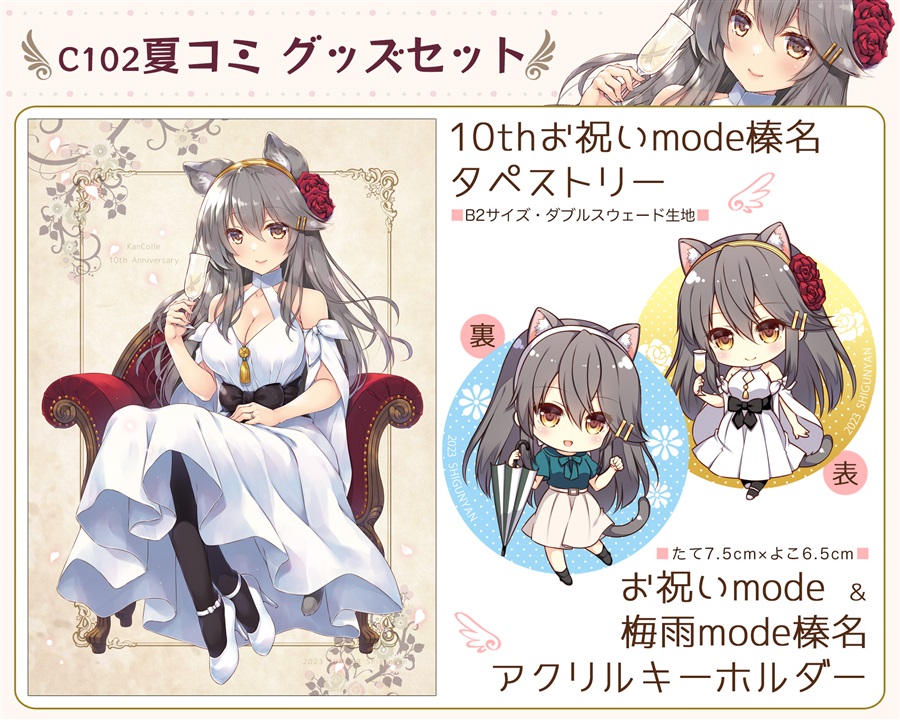 C102夏コミ グッズセット
KanColle
10th Anniversary
10thお祝いmode榛名
タペストリー
■B2サイズ・ダブルスウェード生地■
裏
2023 SHIGUNYAN
2023 SHIGUNYAN
表
■たて7.5cm×よこ6.5cm■
お祝いmode &
梅雨mode榛名
アクリルキーホルダー